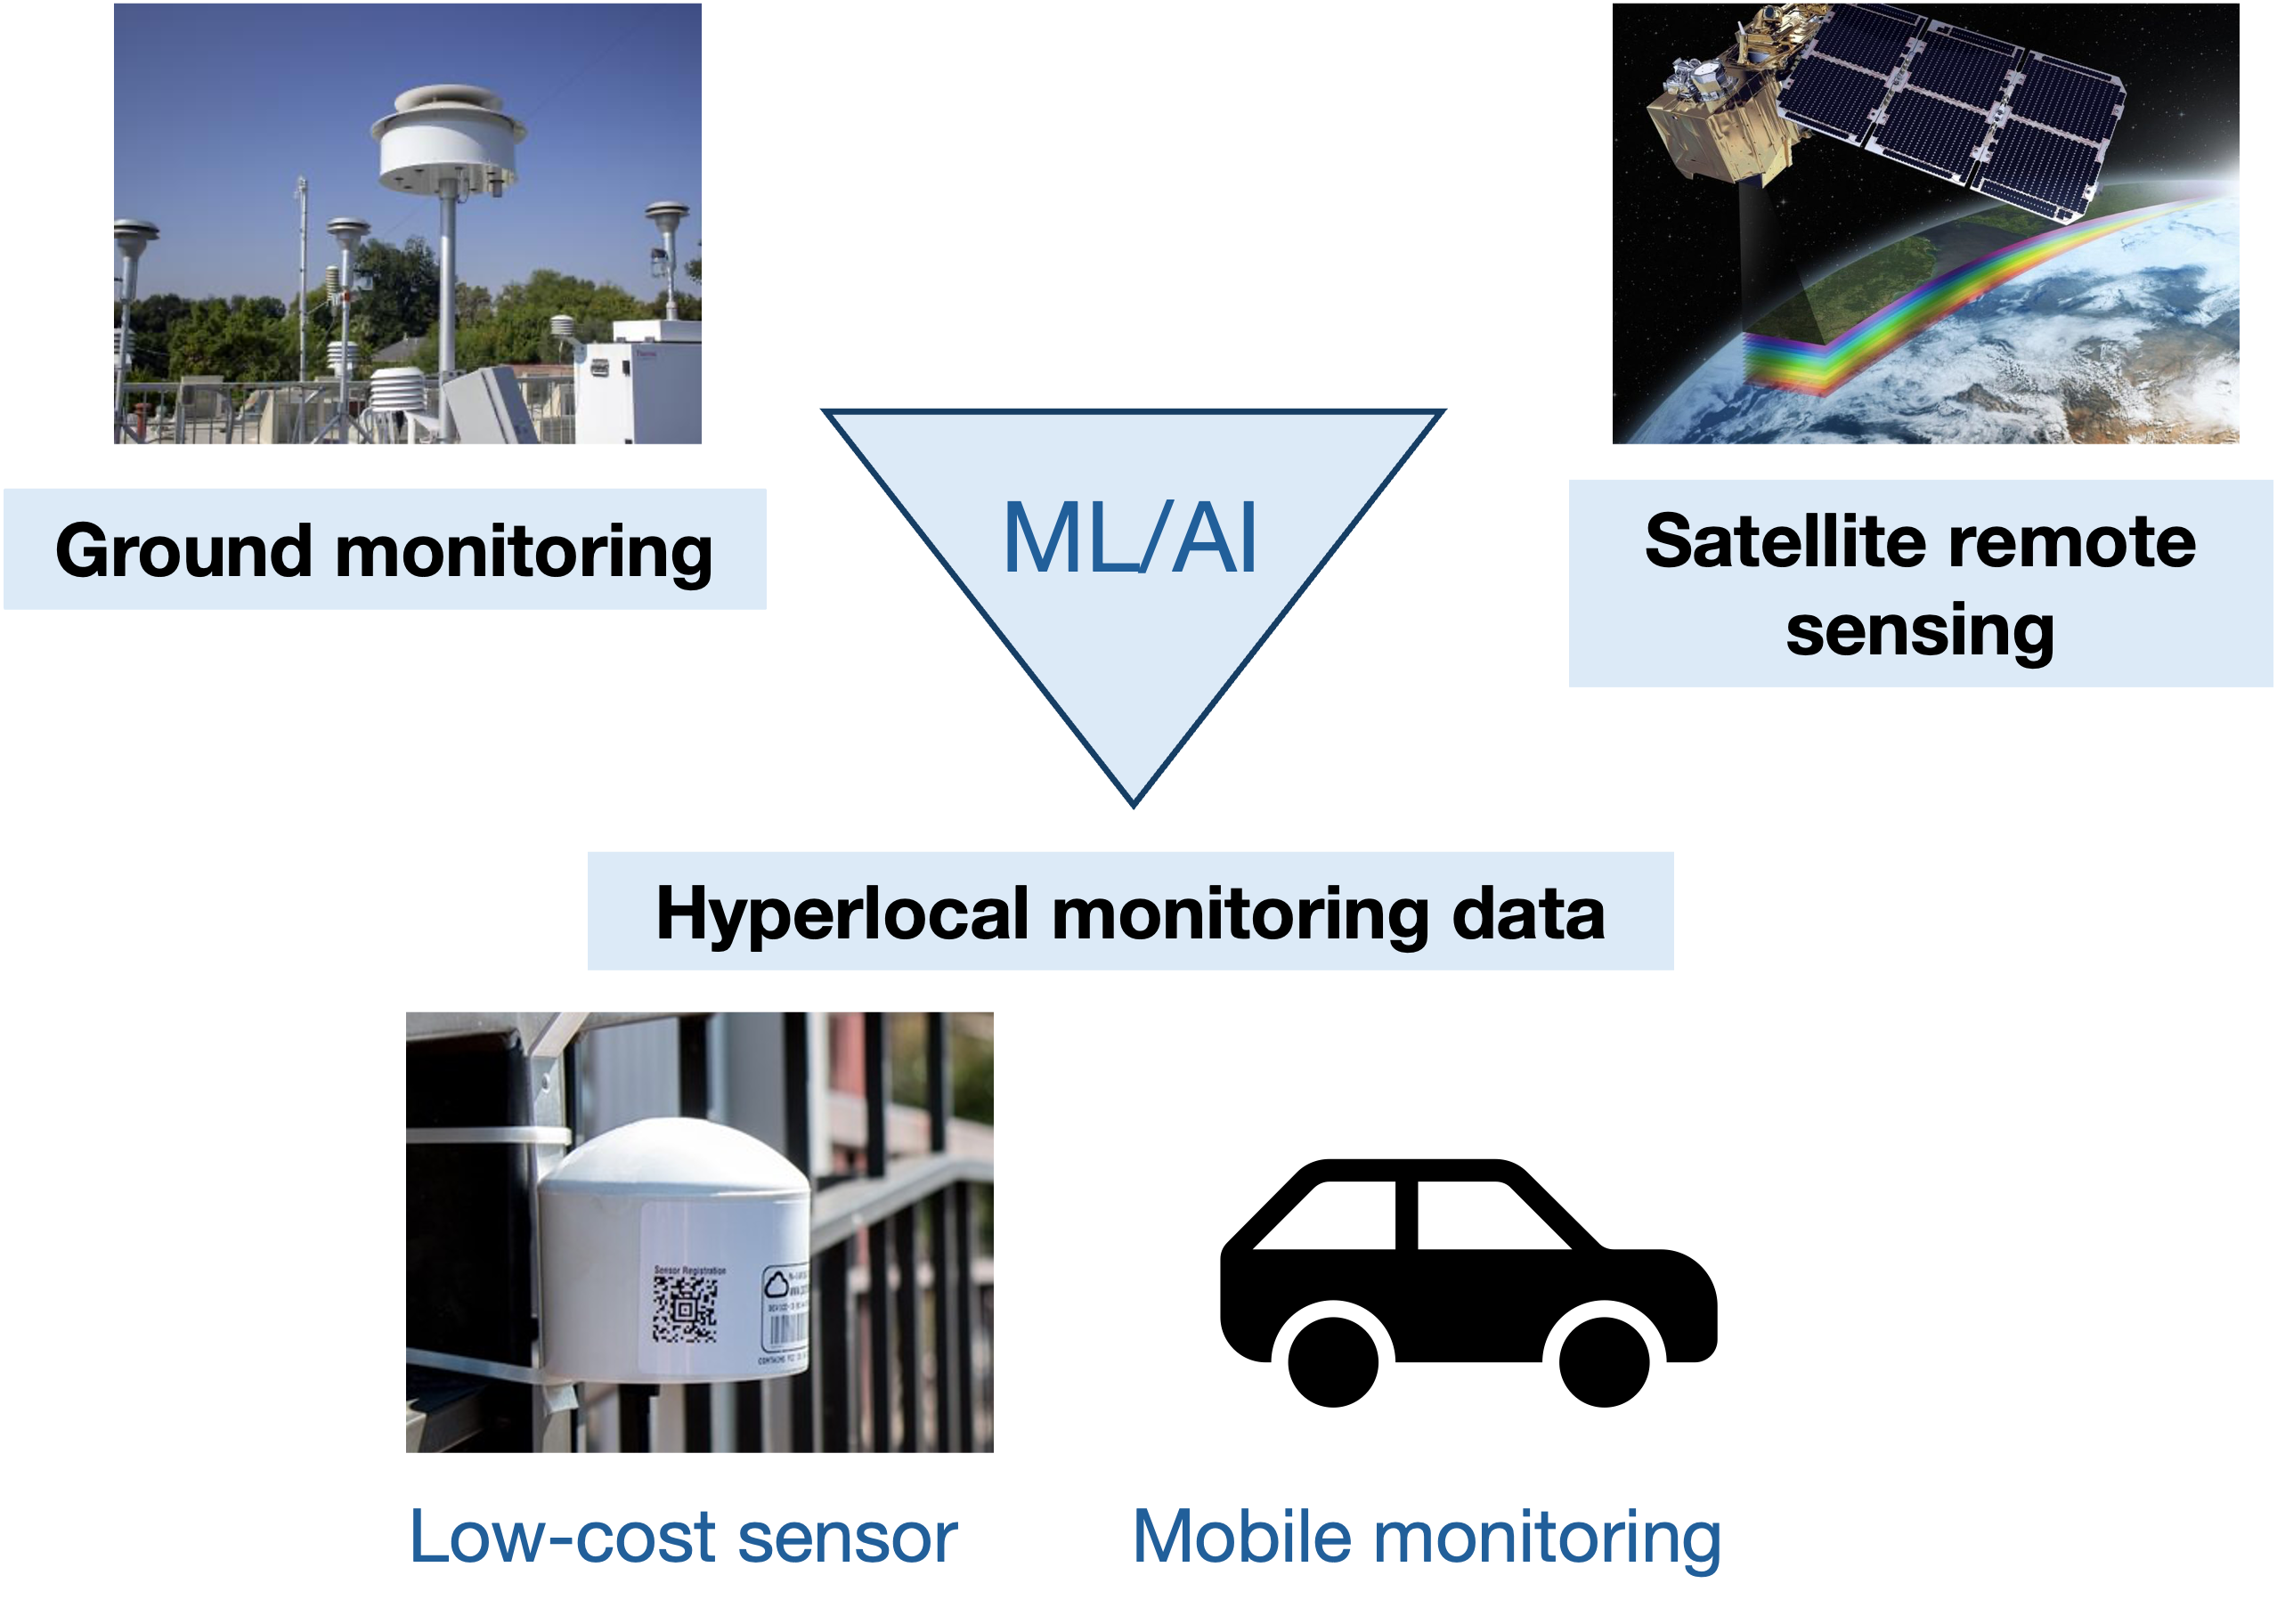 ML/AI
Ground monitoring
Satellite remote
sensing
Hyperlocal monitoring data
Sensor Registration
Low-cost sensor
Mobile monitoring